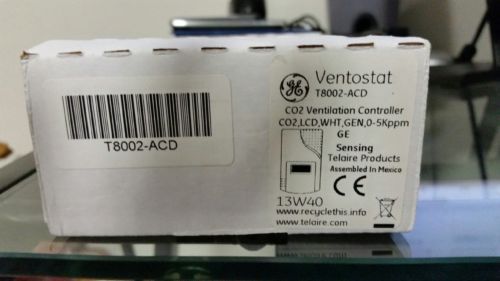 T8002-ACD
GE Ventostat
T8002-ACD
CO2 Ventilation Controller
CO2,LCD,WHT,GEN,0-5Kppm
GE
Sensing
Telaire Products
Assembled In Mexico
CE
13W40
www.recyclethis.info
www.telaire.com